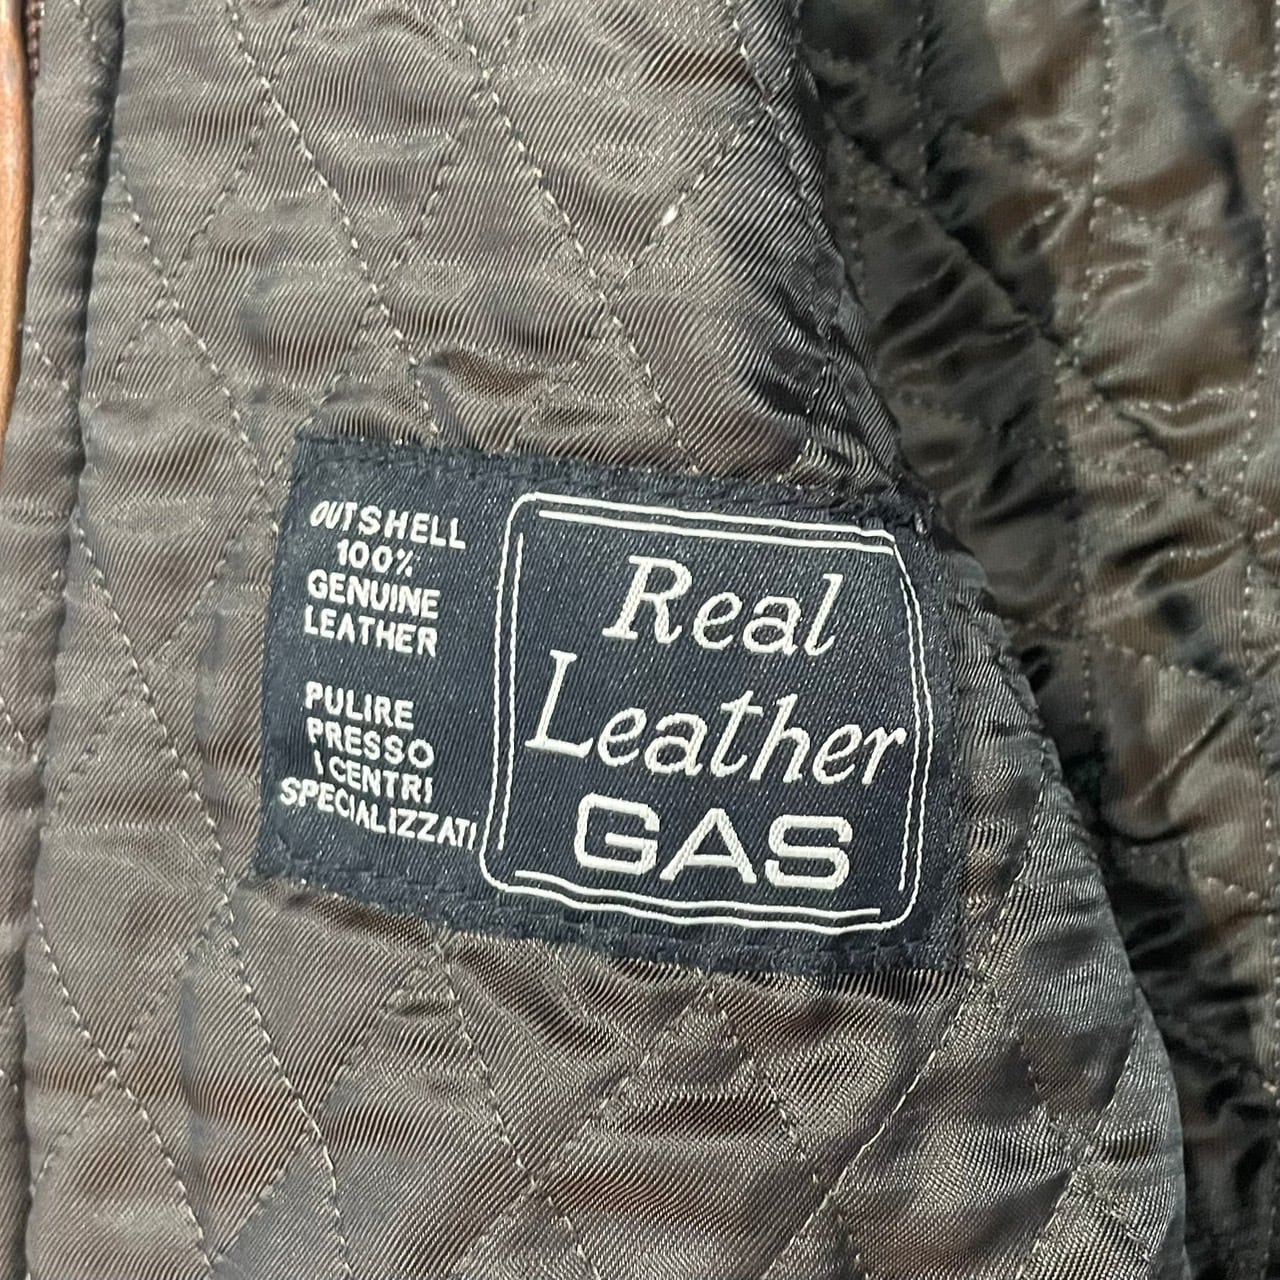 OUTSHELL
100%
GENUINE
LEATHER
PULIRE
PRESSO
I CENTRI
SPECIALIZZATI
Real
Leather
GAS